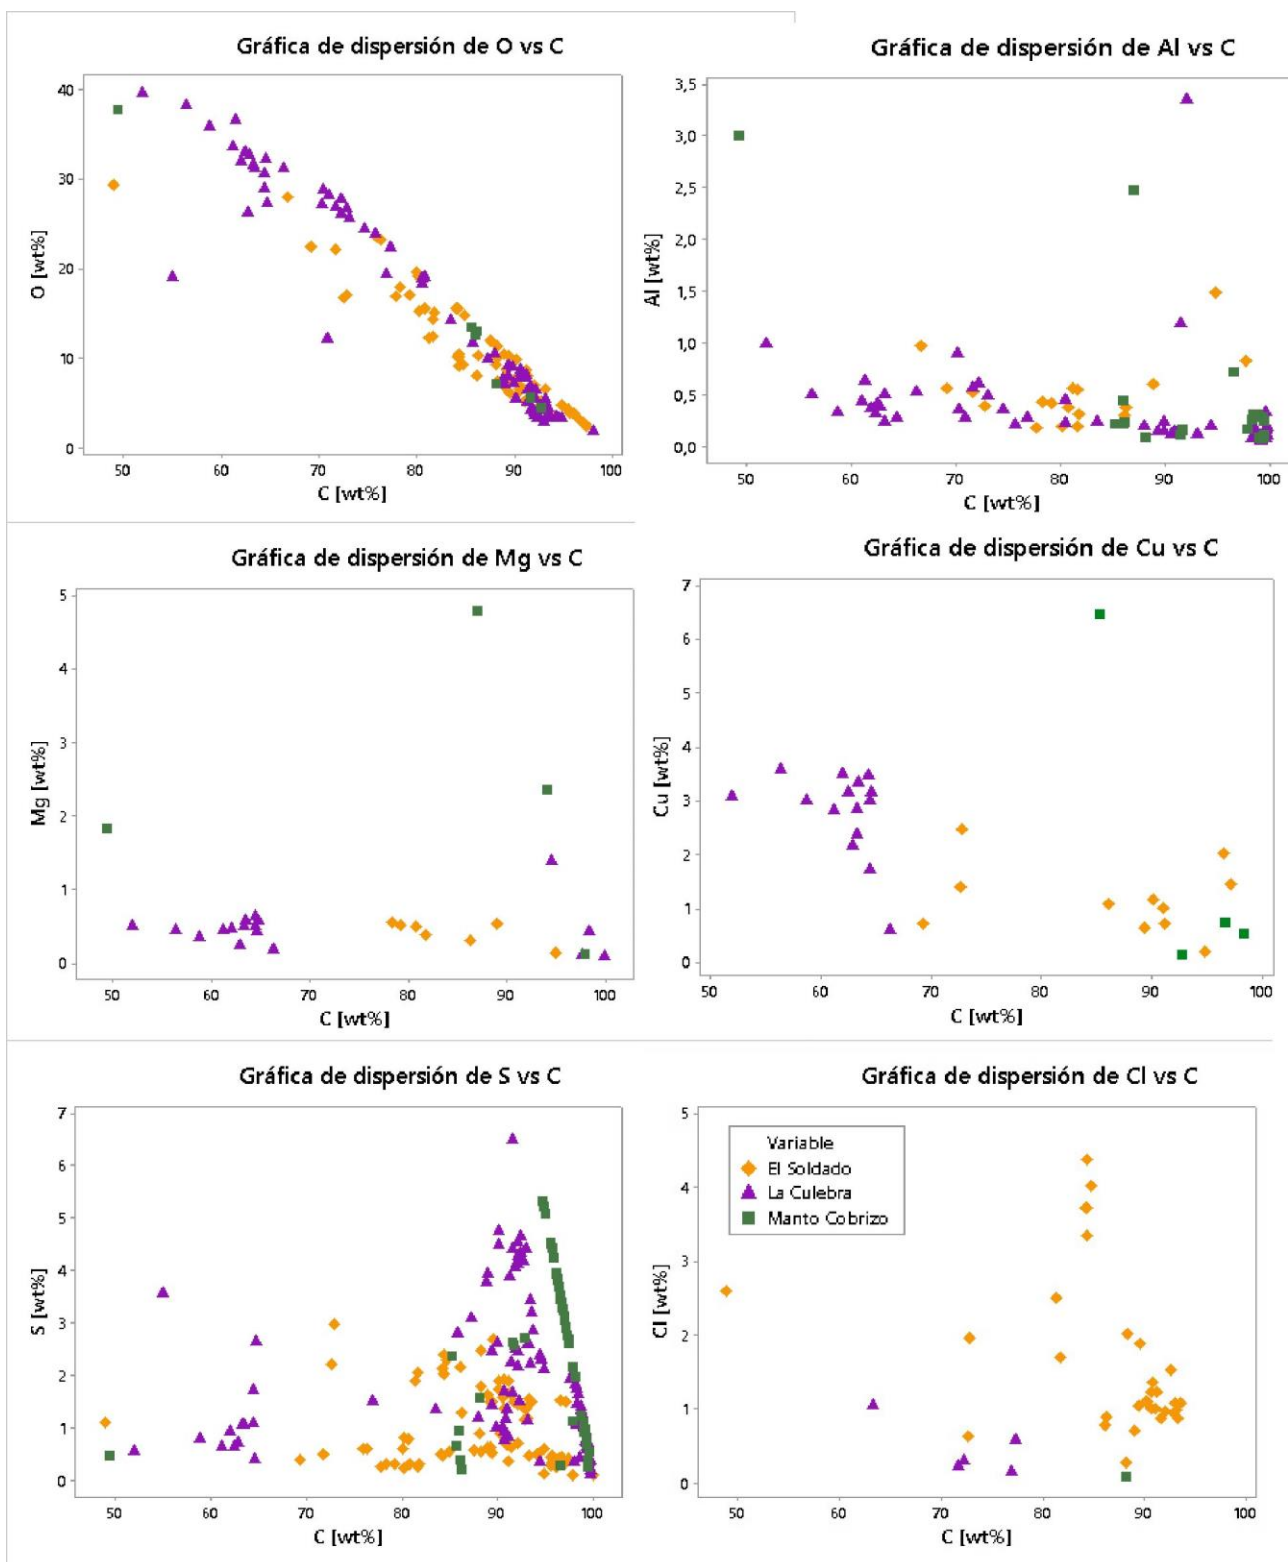 Gráfica de dispersión de O vs C
40
30
20
10
0
O [wt%]
50 60 70 80 90 100
C [wt%]
Gráfica de dispersión de Al vs C
3,5
3,0
2,5
2,0
1,5
1,0
0,5
0,0
Al [wt%]
50 60 70 80 90 100
C [wt%]
Gráfica de dispersión de Mg vs C
5
4
3
2
1
0
Mg [wt%]
50 60 70 80 90 100
C [wt%]
Gráfica de dispersión de Cu vs C
7
6
5
4
3
2
1
0
Cu [wt%]
50 60 70 80 90 100
C [wt%]
Gráfica de dispersión de S vs C
7
6
5
4
3
2
1
0
S [wt%]
50 60 70 80 90 100
C [wt%]
Gráfica de dispersión de Cl vs C
5
4
3
2
1
0
Cl [wt%]
Variable
El Soldado
La Culebra
Manto Cobrizo
50 60 70 80 90 100
C [wt%]